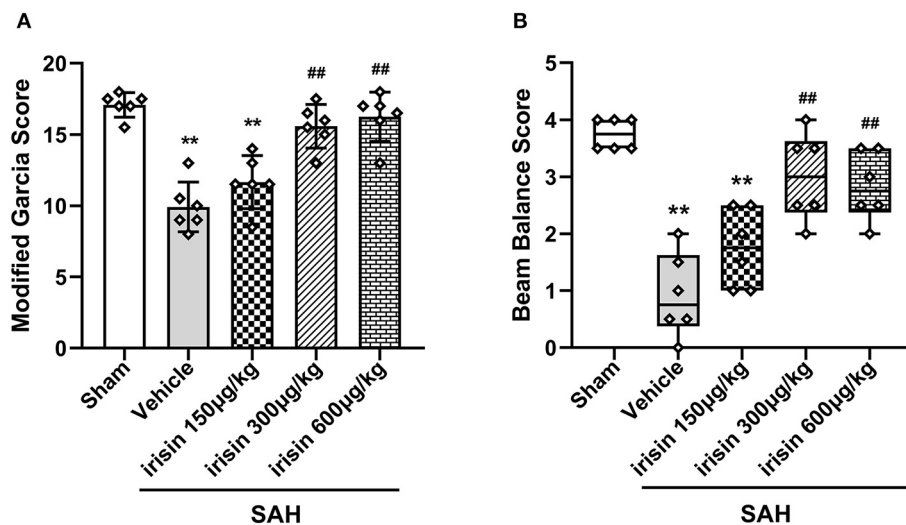 A
Modified Garcia Score
20
15
10
5
0
**
**
##
##
Sham
Vehicle
irisin 150μg/kg
irisin 300μg/kg
irisin 600μg/kg
SAH
B
Beam Balance Score
5
4
3
2
1
0
**
**
##
##
Sham
Vehicle
irisin 150μg/kg
irisin 300μg/kg
irisin 600μg/kg
SAH